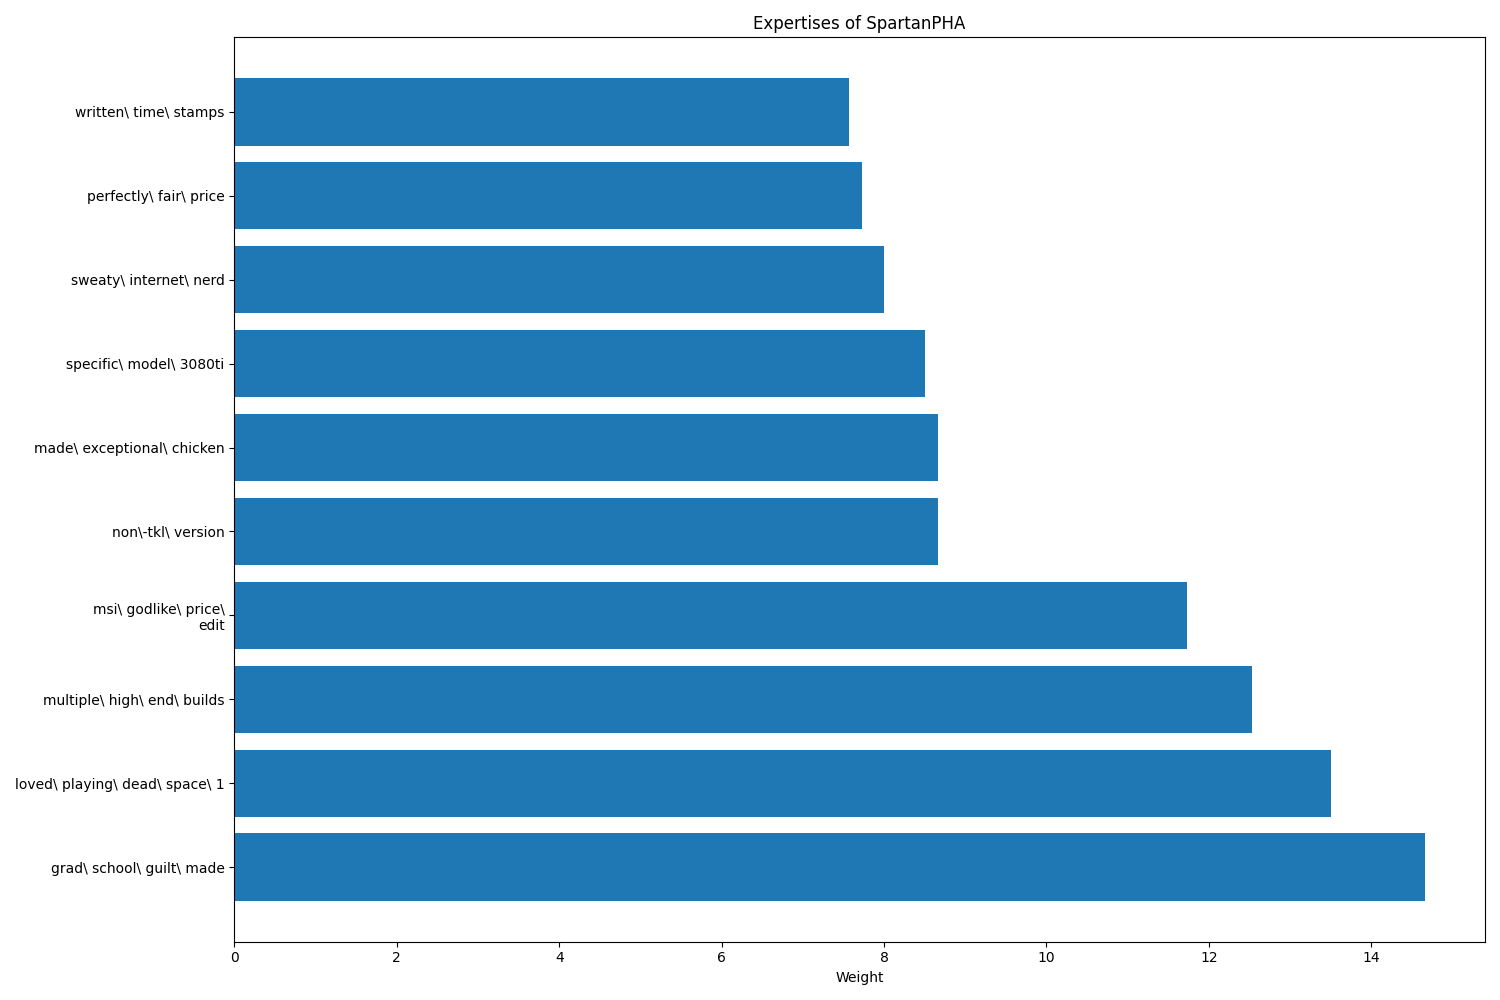 Expertises of SpartanPHA
written\ time\ stamps
perfectly\ fair\ price
sweaty\ internet\ nerd
specific\ model\ 3080ti
made\ exceptional\ chicken
non\-tkl\ version
msi\ godlike\ price\
edit
multiple\ high\ end\ builds
loved\ playing\ dead\ space\ 1
grad\ school\ guilt\ made
0 2 4 6 8 10 12 14
Weight